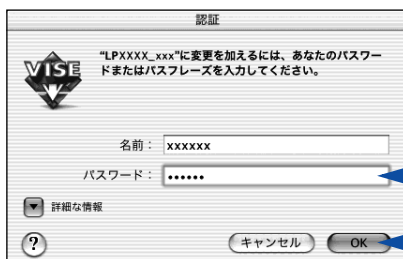 認証
VISE
"LPXXXX_xxx"に変更を加えるには、あなたのパスワー
ドまたはパスフレーズを入力してください。
名前： xxxxxx
パスワード： ••••••
詳細な情報
?
キャンセル OK